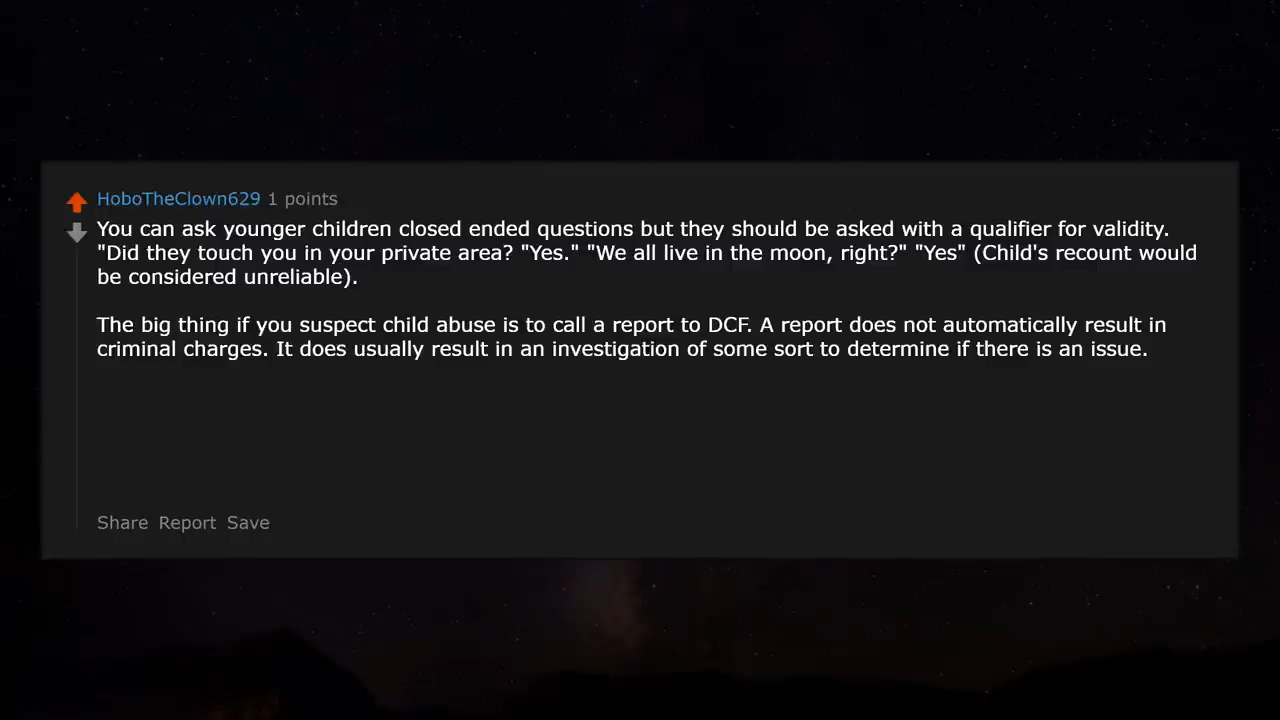 HoboTheClown629 1 points
You can ask younger children closed ended questions but they should be asked with a qualifier for validity.
"Did they touch you in your private area? "Yes." "We all live in the moon, right?" "Yes" (Child's recount would
be considered unreliable).
The big thing if you suspect child abuse is to call a report to DCF. A report does not automatically result in
criminal charges. It does usually result in an investigation of some sort to determine if there is an issue.
Share Report Save